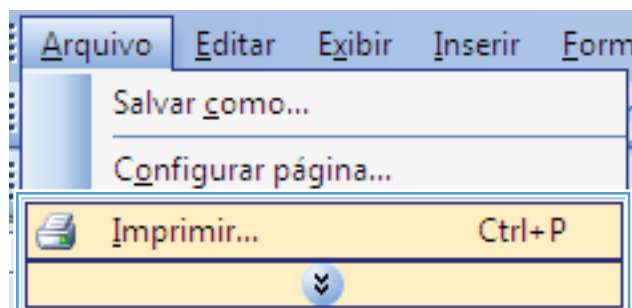 Arquivo Editar Exibir Inserir Form
Salvar como...
Configurar página...
Imprimir... Ctrl+P